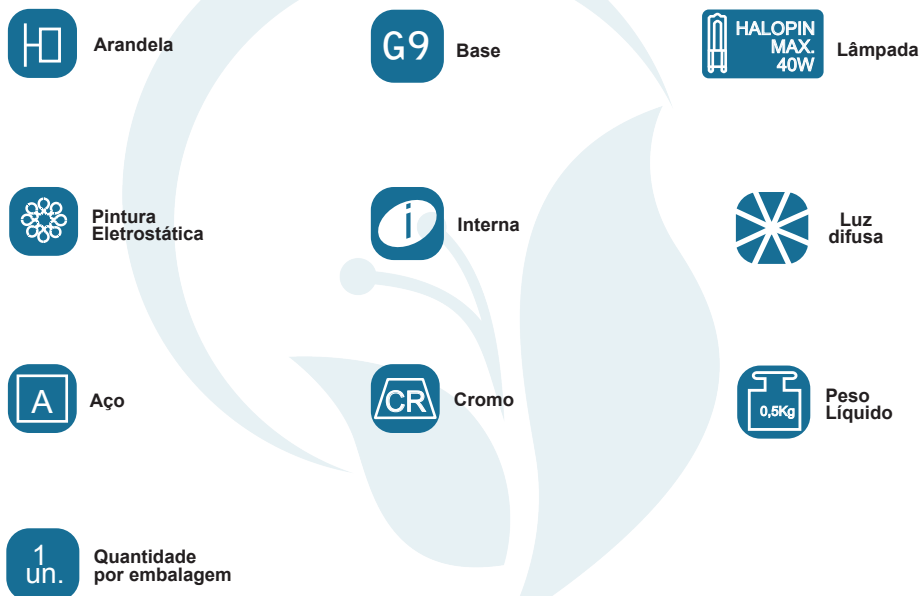 Arandela
G9
Base
HALOPIN
MAX.
40W
Lâmpada
Pintura
Eletrostática
i
Interna
Luz
difusa
A
Aço
CR
Cromo
0,5Kg
Peso
Líquido
1
un.
Quantidade
por embalagem